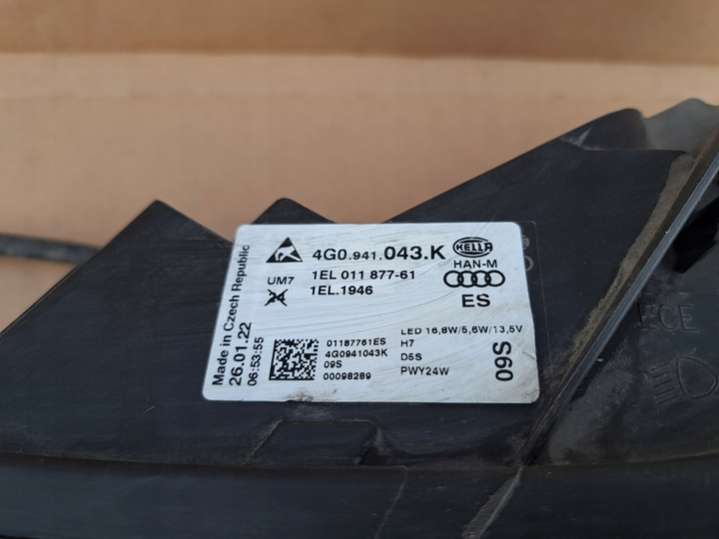 4G0.941.043.K
HELLA
UM7
1EL 011 877-61
HAN-M
1EL.1946
ES
LED 16,8W/5,6W/13,5V
01187761ES
H7
4G0941043K
D5S
09S
PWY24W
00098289
09S
Made in Czech Republic
26.01.22
06:53:55
ECE